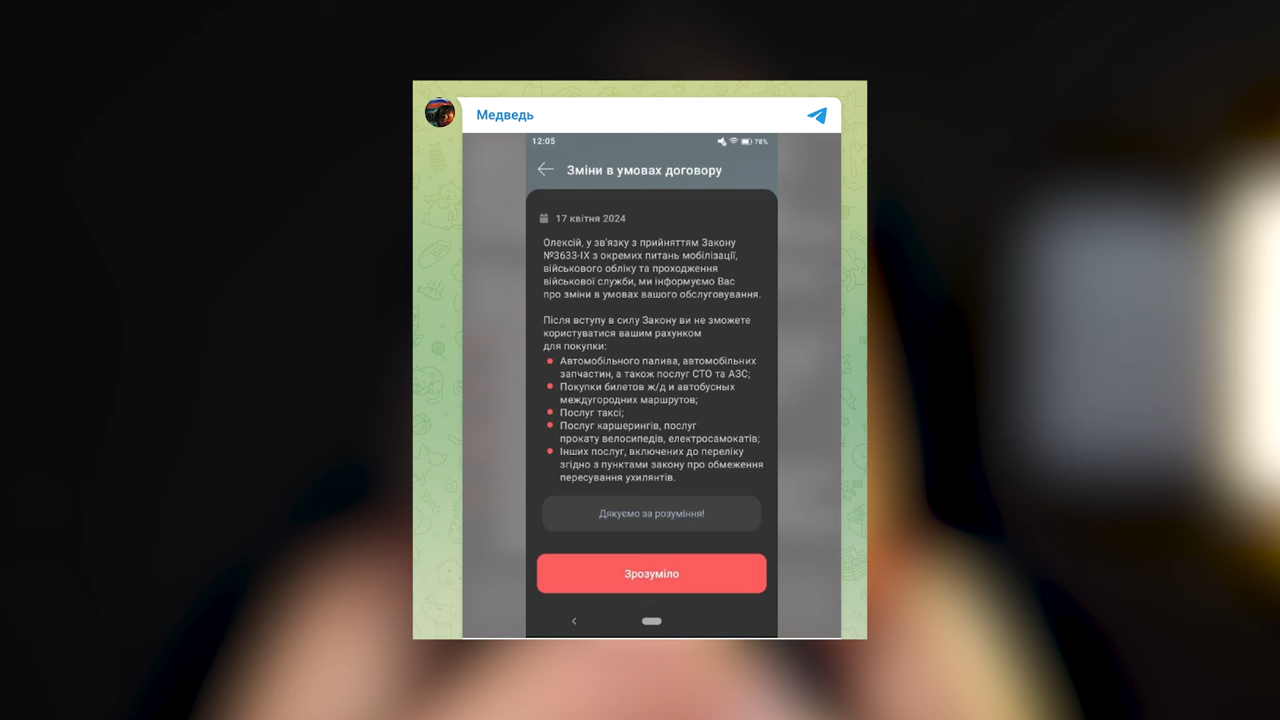 Медведь
12:05
78%
Зміни в умовах договору
17 квітня 2024
Олексій, у зв'язку з прийняттям Закону
№3633-IX з окремих питань мобілізації,
військового обліку та проходження
військової служби, ми інформуємо Вас
про зміни в умовах вашого обслуговування.
Після вступу в силу Закону ви не зможете
користуватися вашим рахунком
для покупки:
Автомобільного палива, автомобільних
запчастин, а також послуг СТО та АЗС;
Покупки билетов ж/д и автобусных
междугородних маршрутов;
Послуг таксі;
Послуг каршерингів, послуг
прокату велосипедів, електросамокатів;
Інших послуг, включених до переліку
згідно з пунктами закону про обмеження
пересування ухилянтів.
Дякуємо за розуміння!
Зрозуміло